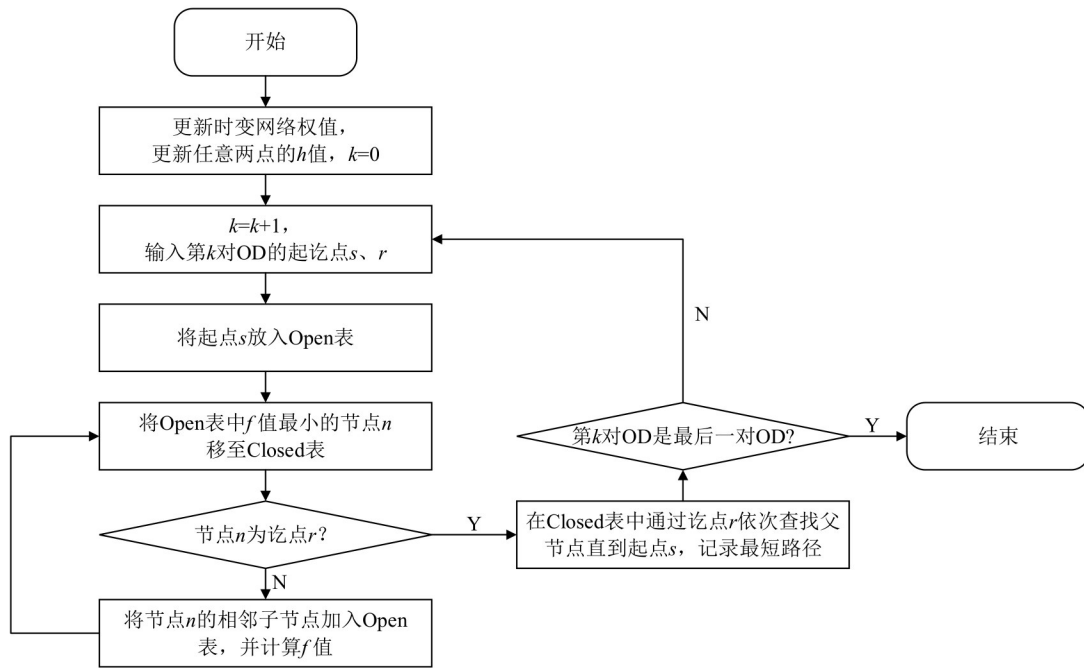 开始
更新时变网络权值，
更新任意两点的h值，k=0
k=k+1，
输入第k对OD的起讫点s、r
将起点s放入Open表
将Open表中f值最小的节点n
移至Closed表
节点n为讫点r？
Y
N
将节点n的相邻子节点加入Open
表，并计算f值
在Closed表中通过讫点r依次查找父
节点直到起点s，记录最短路径
第k对OD是最后一对OD?
N
Y
结束